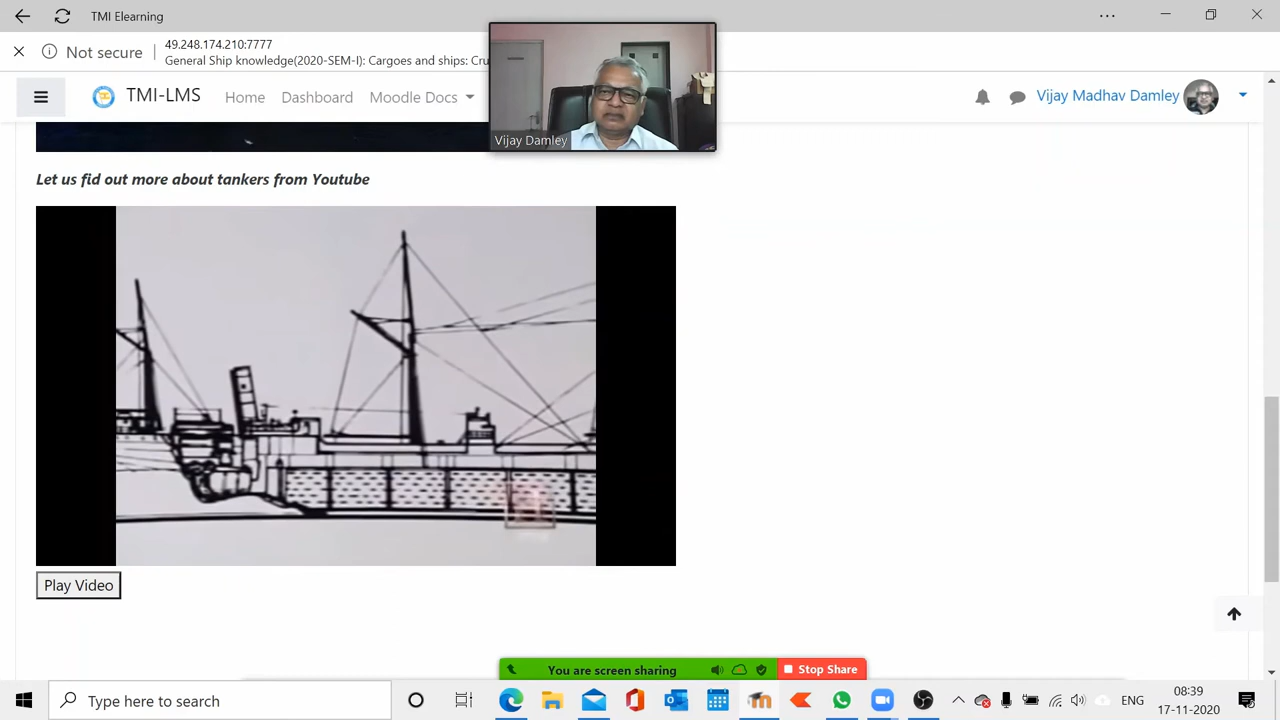 TMI Elearning
Not secure
49.248.174.210:7777
General Ship knowledge(2020-SEM-I): Cargoes and ships: Cru
TMI-LMS
Home
Dashboard
Moodle Docs
Vijay Madhav Damley
Vijay Damley
Let us fid out more about tankers from Youtube
Play Video
You are screen sharing
Stop Share
Type here to search
ENG
08:39
17-11-2020